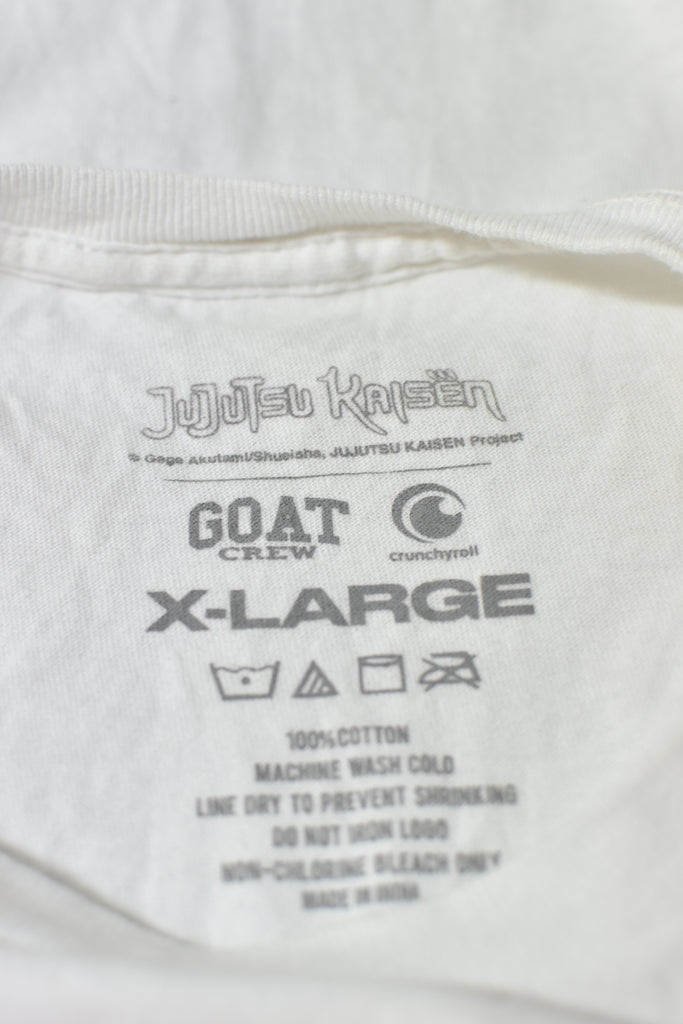 JUJUTSU KAISEN
© Gege Akutami/Shueisha, JUJUTSU KAISEN Project
GOAT
CREW
crunchyroll
X-LARGE
100% COTTON
MACHINE WASH COLD
LINE DRY TO PREVENT SHRINKING
DO NOT IRON LOGO
NON-CHLORINE BLEACH ONLY
MADE IN INDIA